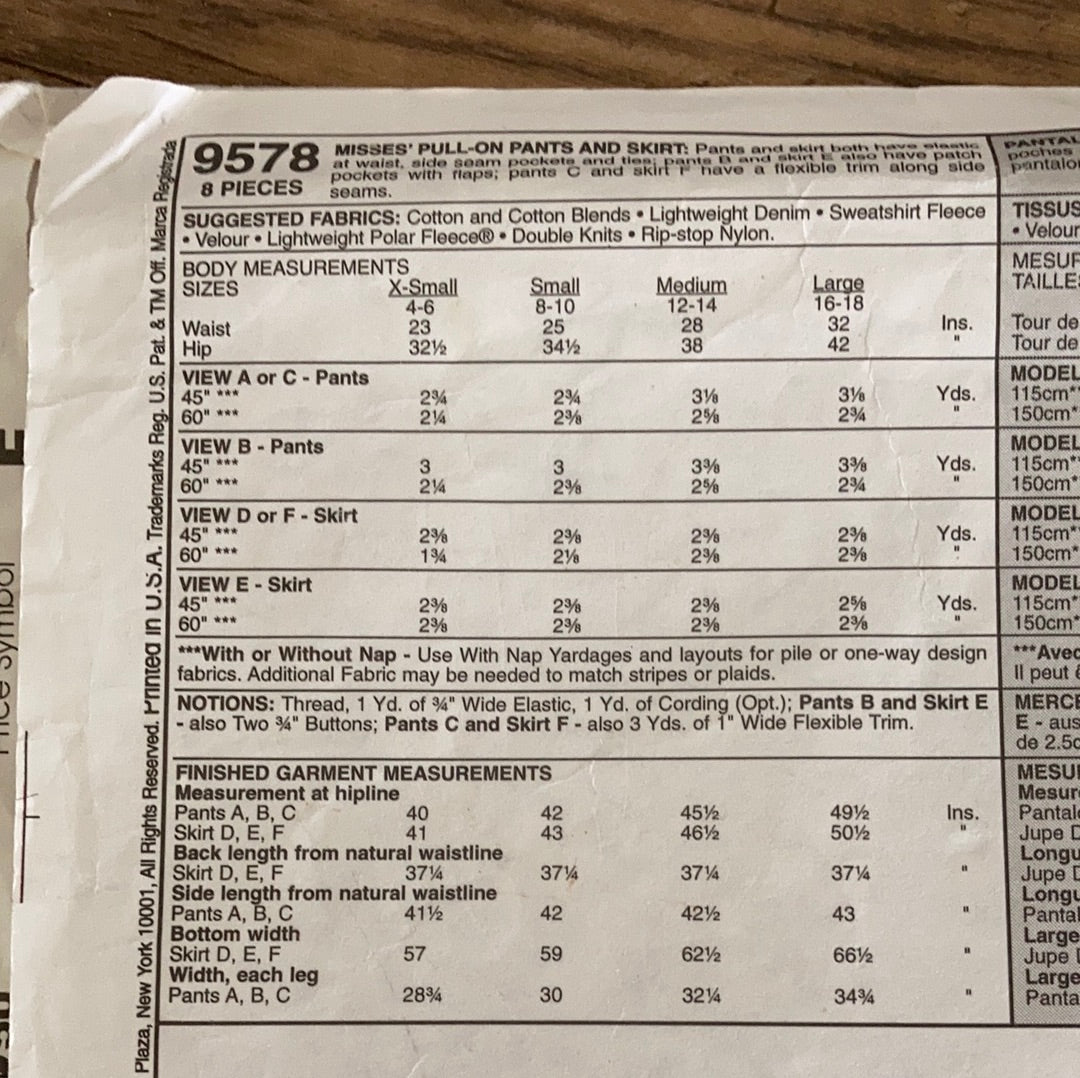 9578
8 PIECES
MISSES' PULL-ON PANTS AND SKIRT: Pants and skirt both have elastic
at waist, side seam pockets and ties; pants B and skirt E also have patch
pockets with flaps; pants C and skirt F have a flexible trim along side
seams.
SUGGESTED FABRICS: Cotton and Cotton Blends • Lightweight Denim • Sweatshirt Fleece
• Velour • Lightweight Polar Fleece® • Double Knits • Rip-stop Nylon.
BODY MEASUREMENTS
SIZES X-Small Small Medium Large
4-6 8-10 12-14 16-18
Waist 23 25 28 32 Ins.
Hip 32½ 34½ 38 42 "
VIEW A or C - Pants
45" *** 2¾ 2¾ 3⅛ 3⅛ Yds.
60" *** 2¼ 2⅜ 2⅝ 2¾ "
VIEW B - Pants
45" *** 3 3 3⅜ 3⅜ Yds.
60" *** 2¼ 2⅜ 2⅝ 2¾ "
VIEW D or F - Skirt
45" *** 2⅜ 2⅜ 2⅜ 2⅜ Yds.
60" *** 1¾ 2⅛ 2⅜ 2⅜ "
VIEW E - Skirt
45" *** 2⅜ 2⅜ 2⅜ 2⅝ Yds.
60" *** 2⅜ 2⅜ 2⅜ 2⅜ "
***With or Without Nap - Use With Nap Yardages and layouts for pile or one-way design
fabrics. Additional Fabric may be needed to match stripes or plaids.
NOTIONS: Thread, 1 Yd. of ¾" Wide Elastic, 1 Yd. of Cording (Opt.); Pants B and Skirt E
- also Two ¾" Buttons; Pants C and Skirt F - also 3 Yds. of 1" Wide Flexible Trim.
FINISHED GARMENT MEASUREMENTS
Measurement at hipline
Pants A, B, C 40 42 45½ 49½ Ins.
Skirt D, E, F 41 43 46½ 50½ "
Back length from natural waistline
Skirt D, E, F 37¼ 37¼ 37¼ 37¼ "
Side length from natural waistline
Pants A, B, C 41½ 42 42½ 43 "
Bottom width
Skirt D, E, F 57 59 62½ 66½ "
Width, each leg
Pants A, B, C 28¾ 30 32¼ 34¾ "
Plaza, New York 10001, All Rights Reserved. Printed in U.S.A. Trademarks Reg. U.S. Pat. & TM Off. Marca Registrada
PANTAL
poches
pantalo
TISSUS
• Velour
MESUR
TAILLES
Tour de
Tour de
MODEL
115cm**
150cm*
MODEL
115cm**
150cm*
MODEL
115cm**
150cm*
MODEL
115cm*
150cm*
***Avec
Il peut
MERCE
E - aus
de 2.5c
MESU
Mesur
Pantal
Jupe D
Longu
Jupe D
Longu
Panta
Large
Jupe
Large
Panta